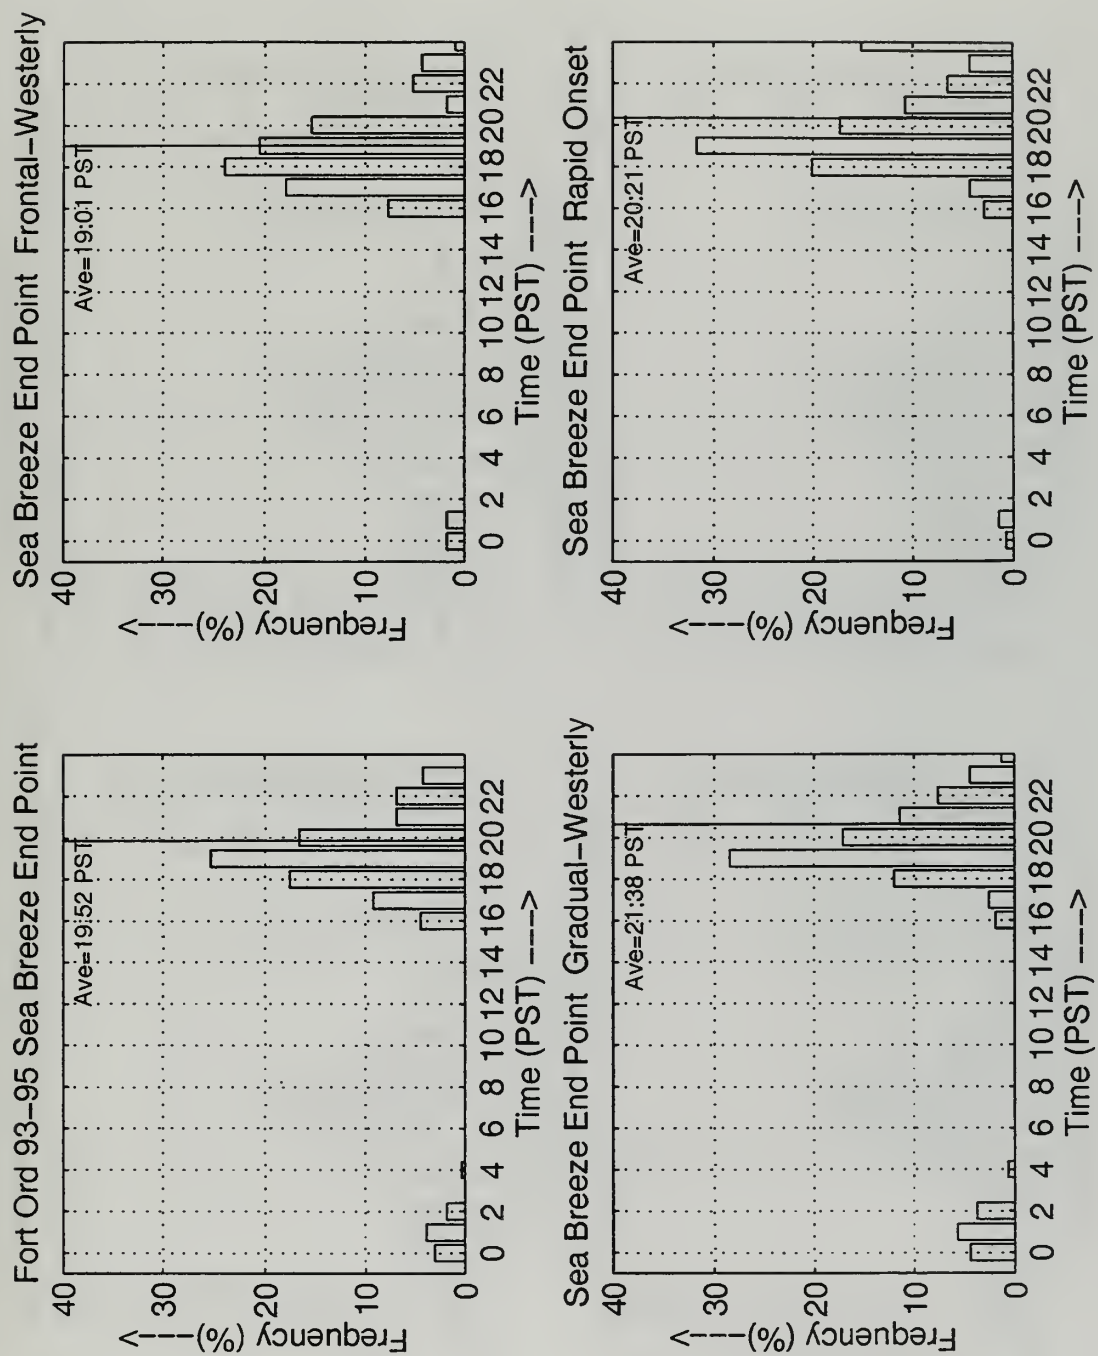 Fort Ord 93-95 Sea Breeze End Point
40
30
20
10
0
Frequency (%)---->
Ave=19:52 PST
0 2 4 6 8 10 12 14 16 18 20 22
Time (PST) ---->
Sea Breeze End Point Frontal-Westerly
40
30
20
10
0
Frequency (%)---->
Ave=19:01 PST
0 2 4 6 8 10 12 14 16 18 20 22
Time (PST) ---->
Sea Breeze End Point Gradual-Westerly
40
30
20
10
0
Frequency (%)---->
Ave=21:38 PST
0 2 4 6 8 10 12 14 16 18 20 22
Time (PST) ---->
Sea Breeze End Point Rapid Onset
40
30
20
10
0
Frequency (%)---->
Ave=20:21 PST
0 2 4 6 8 10 12 14 16 18 20 22
Time (PST) ---->